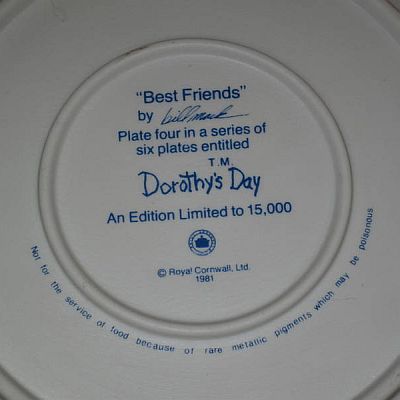 "Best Friends"
by bill mack
Plate four in a series of
six plates entitled
T.M.
Dorothy's Day
An Edition Limited to 15,000
© Royal Cornwall, Ltd.
1981
Not for the service of food because of rare metallic pigments which may be poisonous